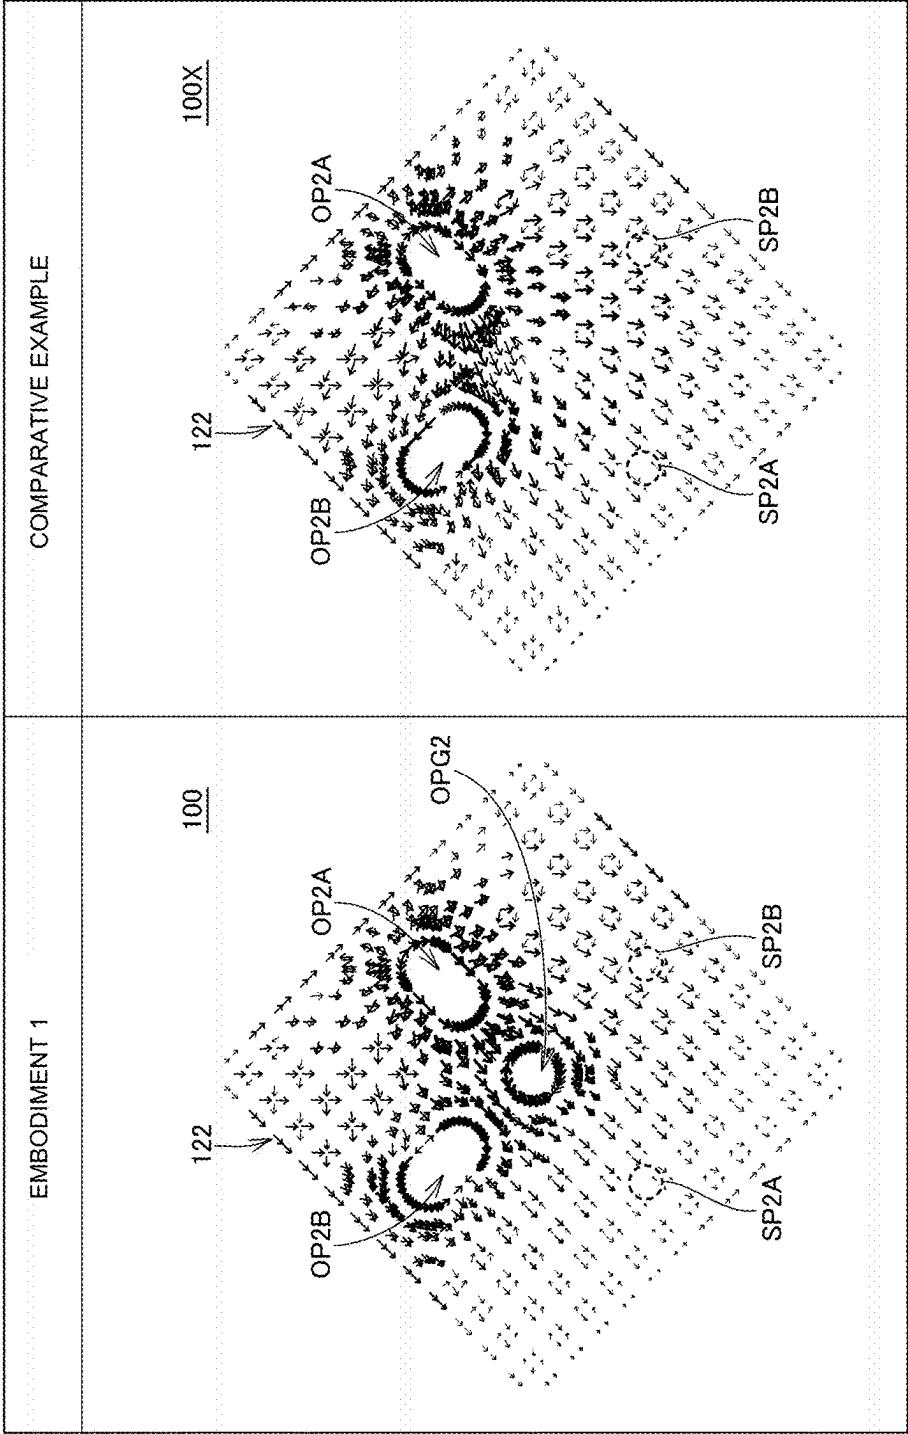 EMBODIMENT 1
100
122
OP2B
OP2A
OPG2
SP2A
SP2B
COMPARATIVE EXAMPLE
100X
122
OP2B
OP2A
SP2A
SP2B